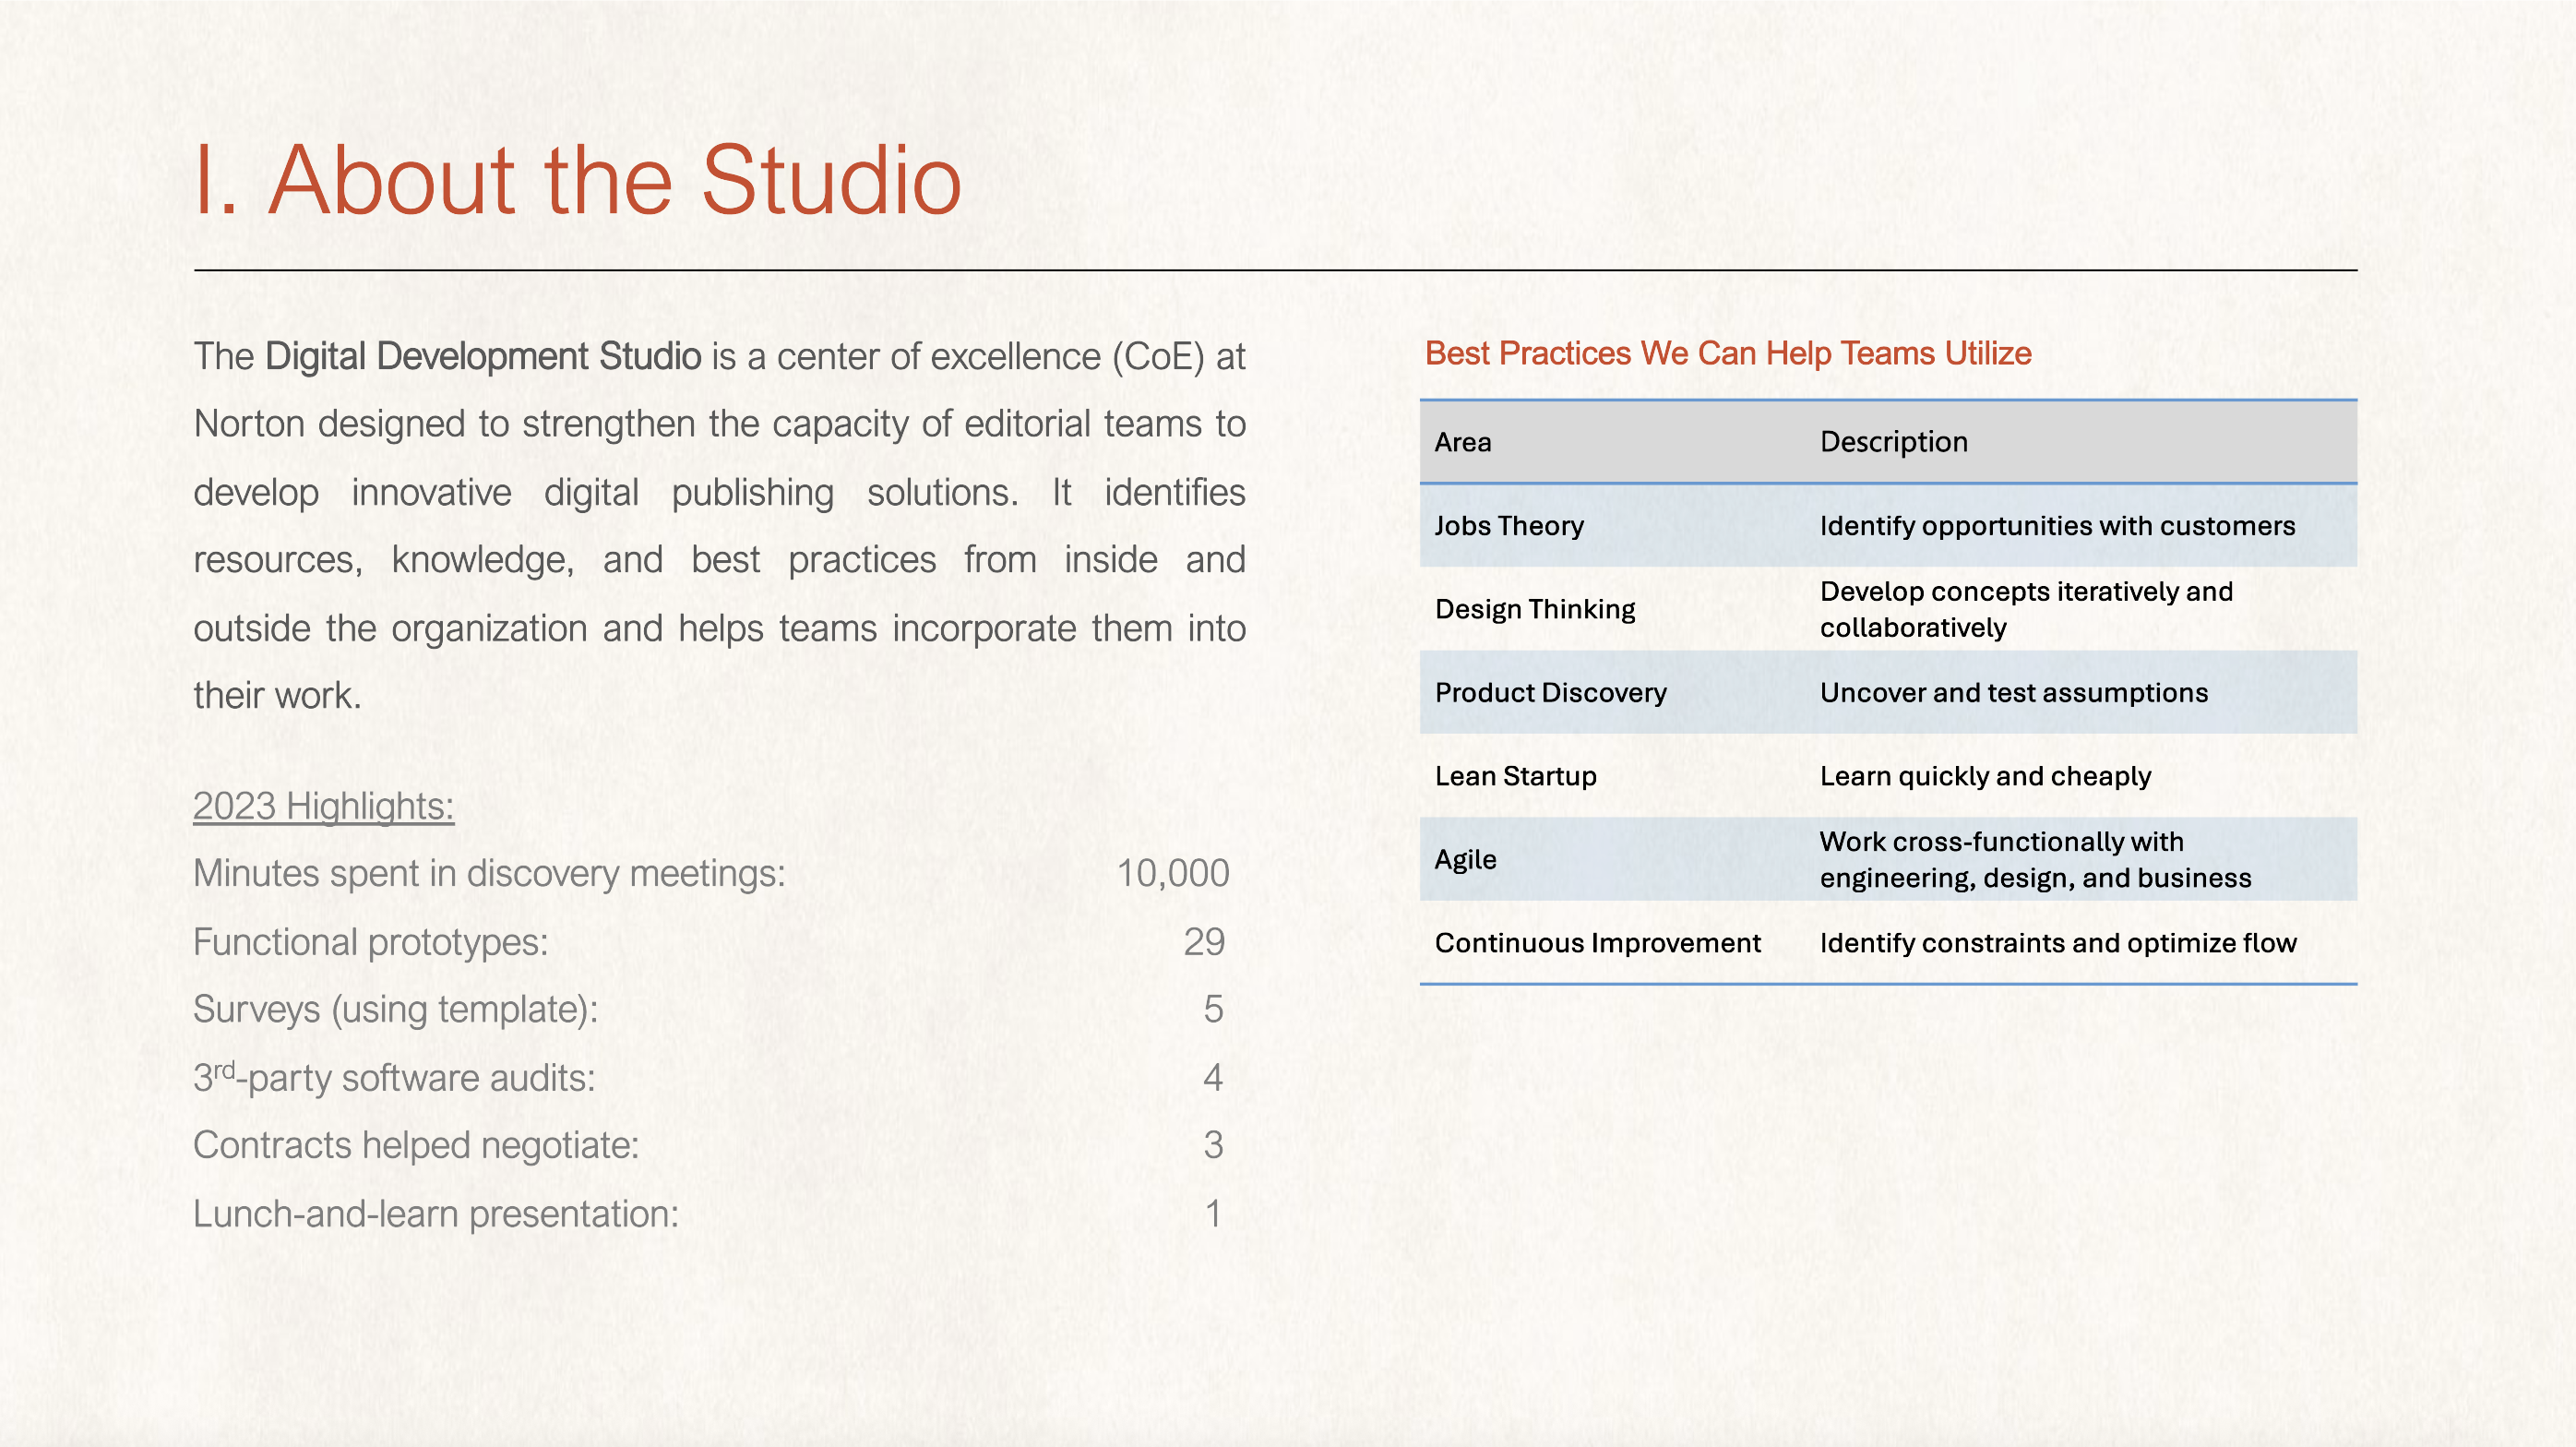 I. About the Studio
The Digital Development Studio is a center of excellence (CoE) at
Norton designed to strengthen the capacity of editorial teams to
develop innovative digital publishing solutions. It identifies
resources, knowledge, and best practices from inside and
outside the organization and helps teams incorporate them into
their work.
2023 Highlights:
Minutes spent in discovery meetings: 10,000
Functional prototypes: 29
Surveys (using template): 5
3rd-party software audits: 4
Contracts helped negotiate: 3
Lunch-and-learn presentation: 1
Best Practices We Can Help Teams Utilize
Area Description
Jobs Theory Identify opportunities with customers
Design Thinking Develop concepts iteratively and
collaboratively
Product Discovery Uncover and test assumptions
Lean Startup Learn quickly and cheaply
Agile Work cross-functionally with
engineering, design, and business
Continuous Improvement Identify constraints and optimize flow